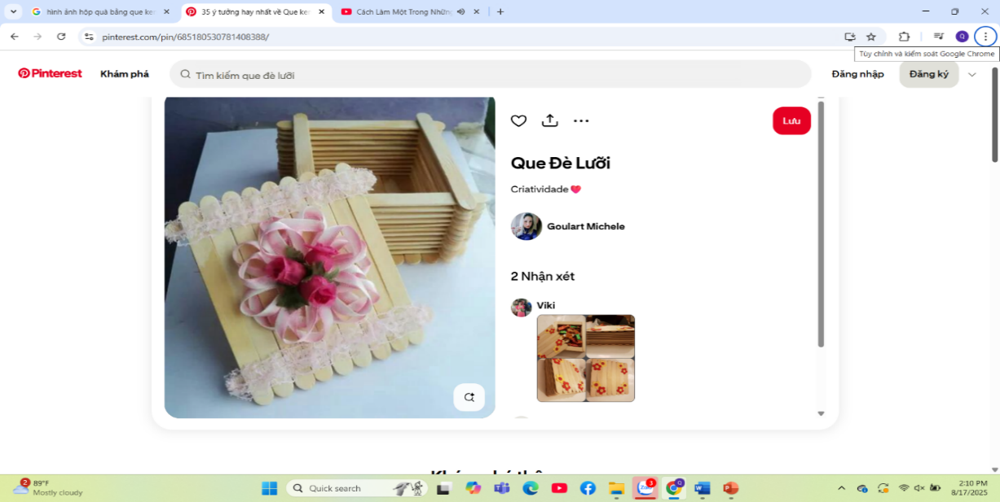 hình ảnh hộp quà bằng que ke
35 ý tưởng hay nhất về Que ke
Cách Làm Một Trong Nhữn
pinterest.com/pin/685180530781408388/
Tùy chỉnh và kiểm soát Google Chrome
Pinterest
Khám phá
Tìm kiếm que đè lưỡi
Đăng nhập
Đăng ký
Lưu
Que Đè Lưỡi
Criatividade
Goulart Michele
2 Nhận xét
Viki
2
89°F
Mostly cloudy
Quick search
Zalo
3
Q
2:10 PM
8/17/2025